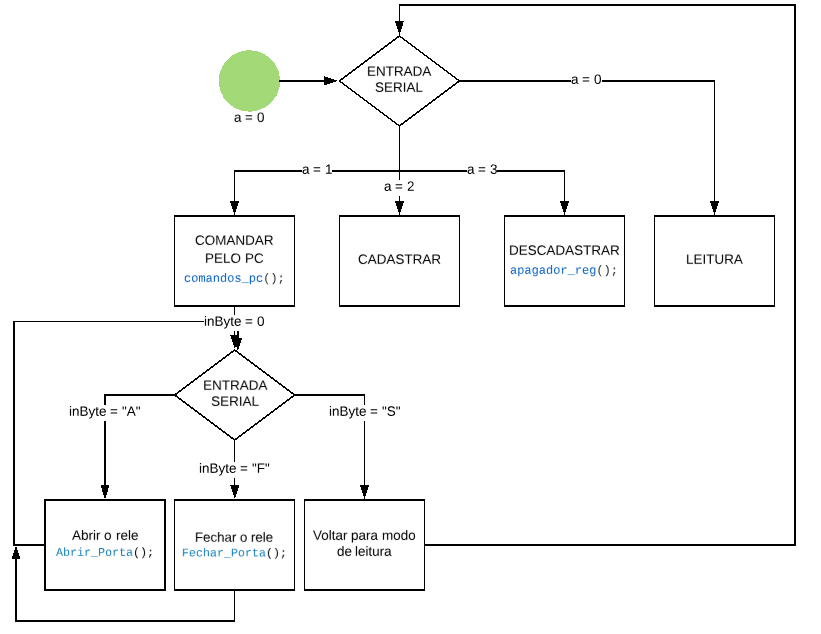 ENTRADA
SERIAL
a = 0
a = 0
a = 1
a = 2
a = 3
COMANDAR
PELO PC
comandos_pc();
CADASTRAR
DESCADASTRAR
apagador_reg();
LEITURA
inByte = 0
ENTRADA
SERIAL
inByte = "A"
inByte = "F"
inByte = "S"
Abrir o rele
Abrir_Porta();
Fechar o rele
Fechar_Porta();
Voltar para modo
de leitura